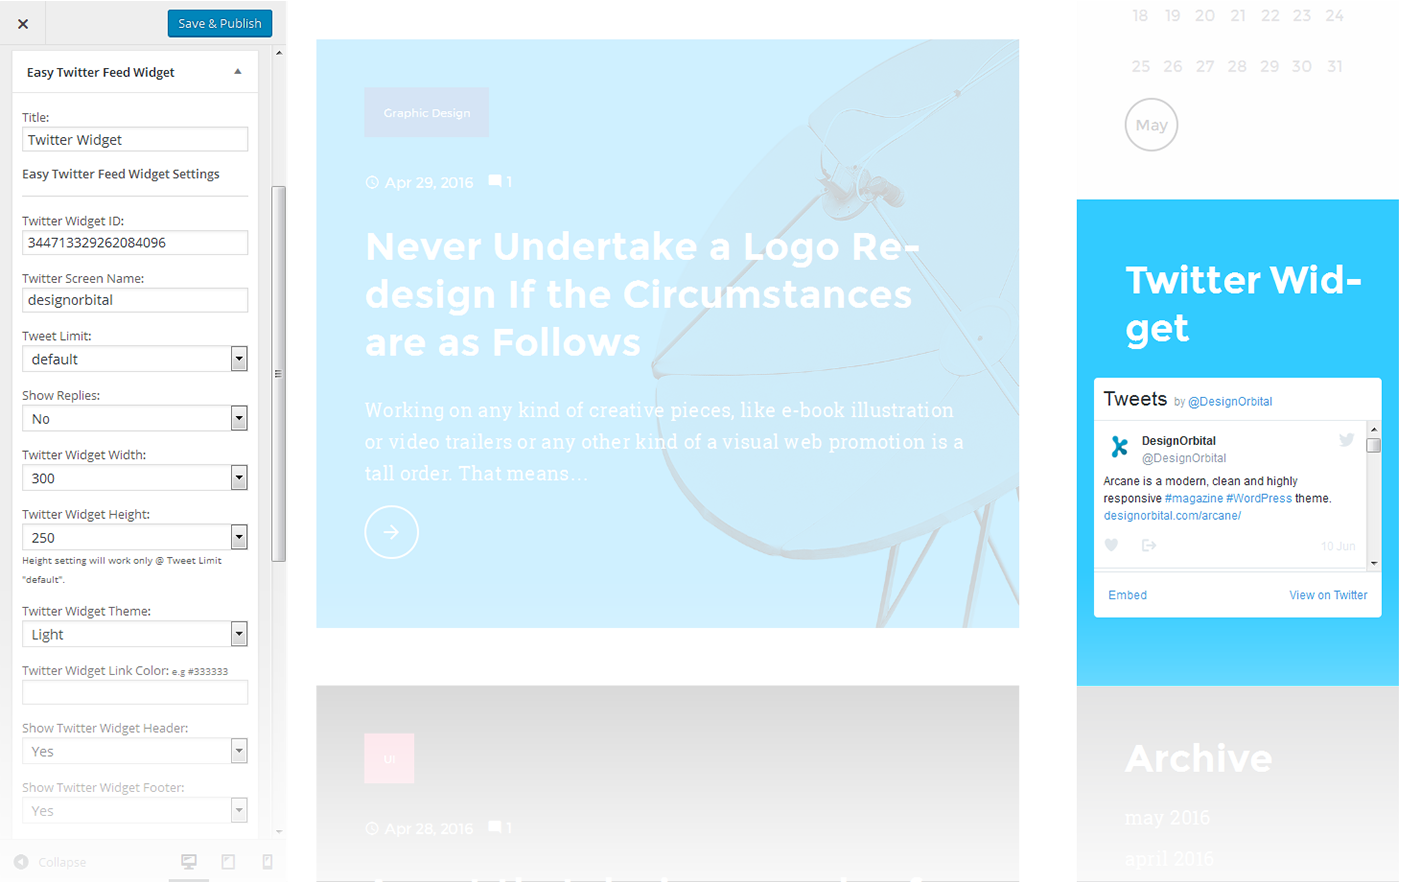 Save & Publish
Easy Twitter Feed Widget
Title:
Twitter Widget
Easy Twitter Feed Widget Settings
Twitter Widget ID:
344713329262084096
Twitter Screen Name:
designorbital
Tweet Limit:
default
Show Replies:
No
Twitter Widget Width:
300
Twitter Widget Height:
250
Height setting will work only @ Tweet Limit
"default".
Twitter Widget Theme:
Light
Twitter Widget Link Color: e.g #333333
Show Twitter Widget Header:
Yes
Show Twitter Widget Footer:
Yes
Collapse
Graphic Design
Apr 29, 2016 1
Never Undertake a Logo Re-
design If the Circumstances
are as Follows
Working on any kind of creative pieces, like e-book illustration
or video trailers or any other kind of a visual web promotion is a
tall order. That means...
UI
Apr 28, 2016 1
18 19 20 21 22 23 24
25 26 27 28 29 30 31
May
Twitter Wid-
get
Tweets by @DesignOrbital
DesignOrbital
@DesignOrbital
Arcane is a modern, clean and highly
responsive #magazine #WordPress theme.
designorbital.com/arcane/
10 Jun
Embed View on Twitter
Archive
may 2016
april 2016